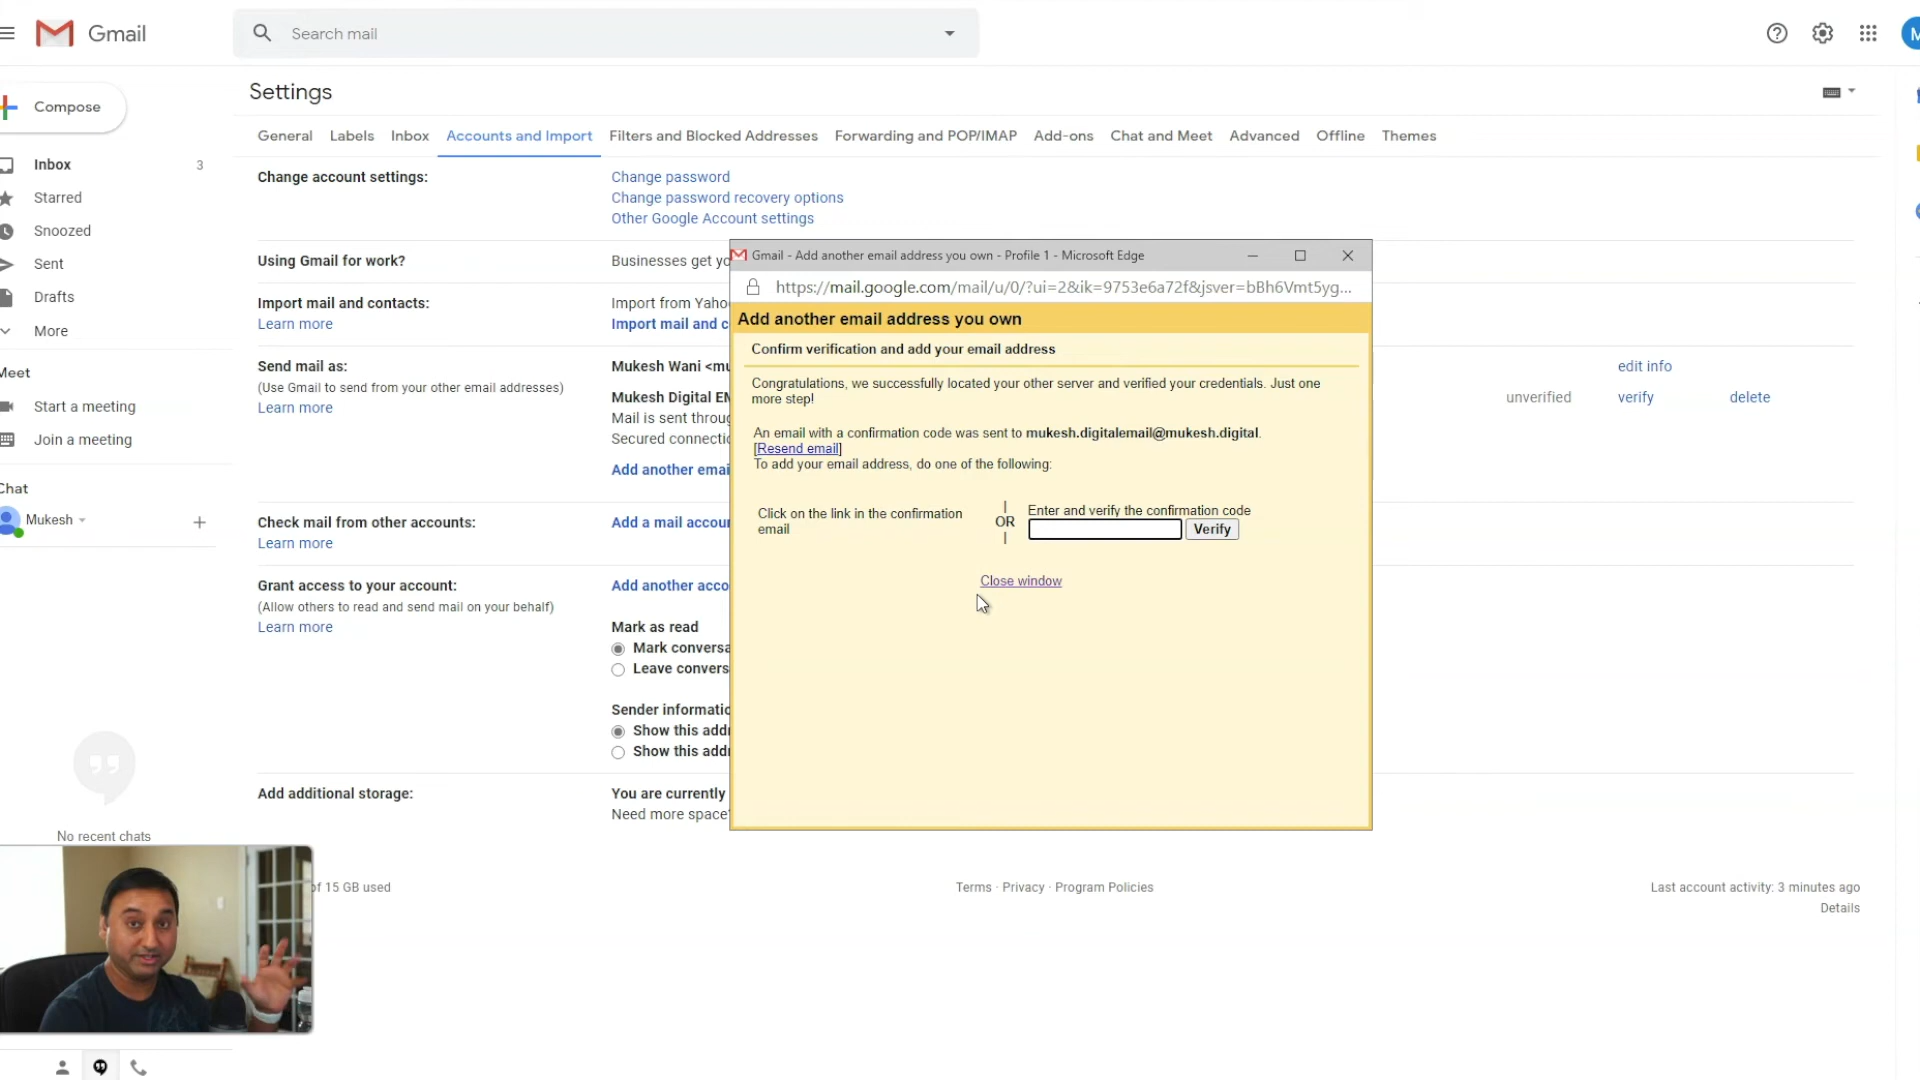 Gmail
Search mail
M
Compose
Settings
General Labels Inbox Accounts and Import Filters and Blocked Addresses Forwarding and POP/IMAP Add-ons Chat and Meet Advanced Offline Themes
Inbox 3
Starred
Snoozed
Sent
Drafts
More
Meet
Start a meeting
Join a meeting
Chat
Mukesh
No recent chats
Change account settings:
Change password
Change password recovery options
Other Google Account settings
Using Gmail for work?
Businesses get yo
Import mail and contacts:
Learn more
Import from Yaho
Import mail and c
Send mail as:
(Use Gmail to send from your other email addresses)
Learn more
Mukesh Wani <mu
edit info
Mukesh Digital EM
unverified verify delete
Mail is sent throug
Secured connectio
Add another emai
Check mail from other accounts:
Learn more
Add a mail accour
Grant access to your account:
(Allow others to read and send mail on your behalf)
Learn more
Add another acco
Mark as read
Mark conversa
Leave convers
Sender informatio
Show this addr
Show this addr
Add additional storage:
You are currently
Need more space?
Gmail - Add another email address you own - Profile 1 - Microsoft Edge
https://mail.google.com/mail/u/0/?ui=2&ik=9753e6a72f&jsver=bBh6Vmt5yg...
Add another email address you own
Confirm verification and add your email address
Congratulations, we successfully located your other server and verified your credentials. Just one
more step!
An email with a confirmation code was sent to mukesh.digitalemail@mukesh.digital.
[Resend email]
To add your email address, do one of the following:
Click on the link in the confirmation
email
|
OR
|
Enter and verify the confirmation code
Verify
Close window
of 15 GB used
Terms · Privacy · Program Policies
Last account activity: 3 minutes ago
Details